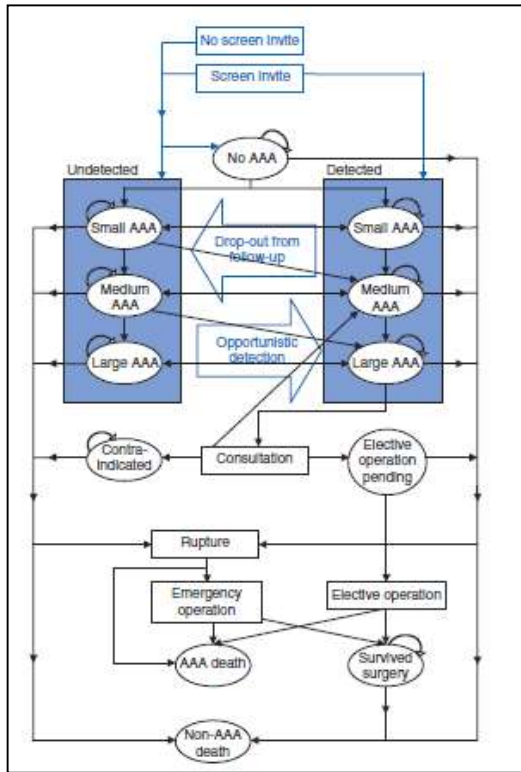 No screen invite
Screen invite
No AAA
Undetected
Detected
Small AAA
Small AAA
Drop-out from
follow-up
Medium
AAA
Medium
AAA
Opportunistic
detection
Large AAA
Large AAA
Contra-
indicated
Consultation
Elective
operation
pending
Rupture
Emergency
operation
Elective operation
AAA death
Survived
surgery
Non-AAA
death